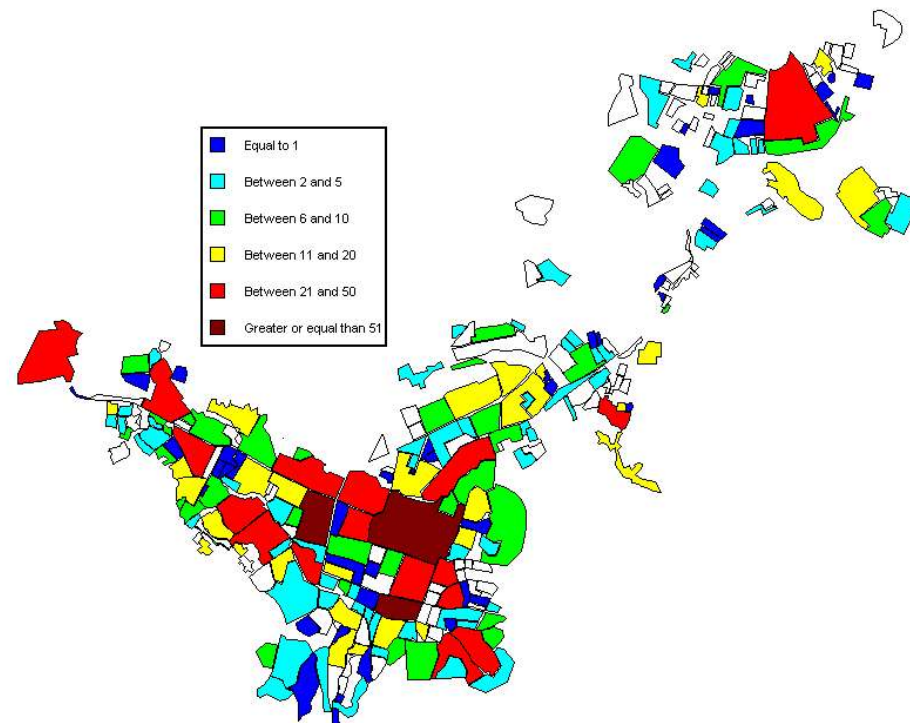 Equal to 1
Between 2 and 5
Between 6 and 10
Between 11 and 20
Between 21 and 50
Greater or equal than 51